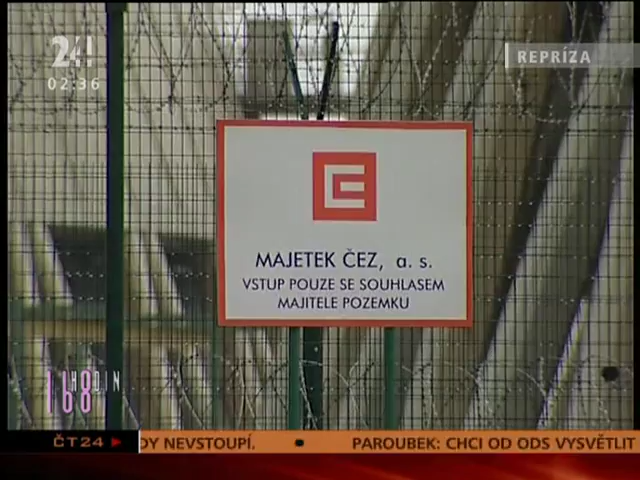 24
02:36
REPRÍZA
MAJETEK ČEZ, a. s.
VSTUP POUZE SE SOUHLASEM
MAJITELE POZEMKU
168 HODIN
ČT24
DY NEVSTOUPÍ. • PAROUBEK: CHCI OD ODS VYSVĚTLIT